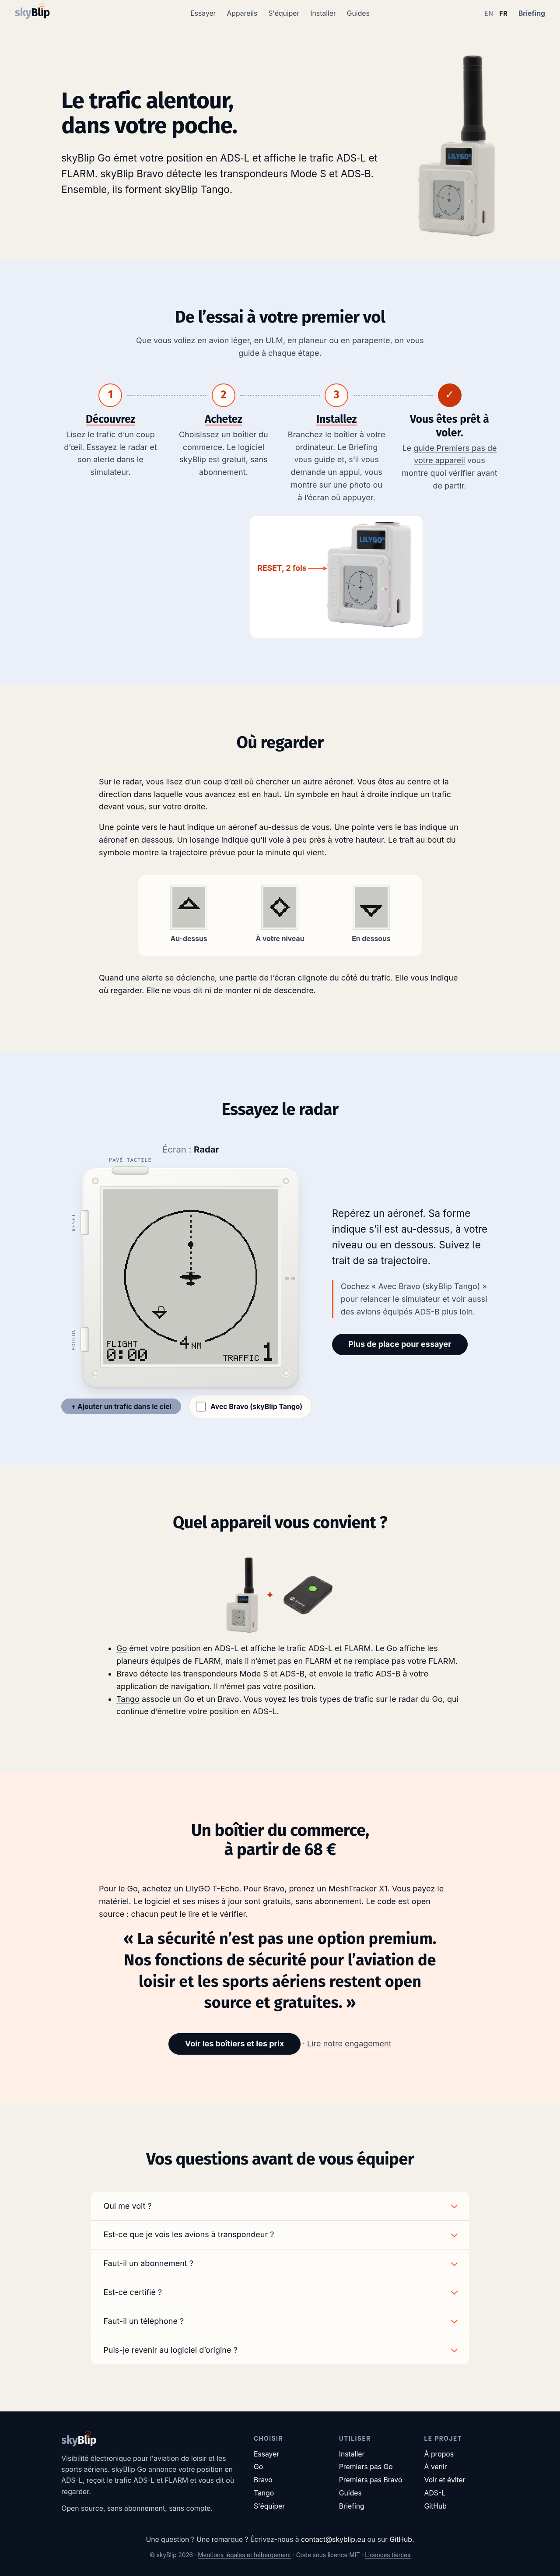 skyBlip
Essayer
Appareils
S'équiper
Installer
Guides
EN FR
Briefing
Le trafic alentour,
dans votre poche.
skyBlip Go émet votre position en ADS-L et affiche le trafic ADS-L et
FLARM. skyBlip Bravo détecte les transpondeurs Mode S et ADS-B.
Ensemble, ils forment skyBlip Tango.
LILYGO
De l’essai à votre premier vol
Que vous voliez en avion léger, en ULM, en planeur ou en parapente, on vous
guide à chaque étape.
1
Découvrez
Lisez le trafic d’un coup
d’œil. Essayez le radar et
son alerte dans le
simulateur.
2
Achetez
Choisissez un boîtier du
commerce. Le logiciel
skyBlip est gratuit, sans
abonnement.
3
Installez
Branchez le boîtier à votre
ordinateur. Le Briefing
vous guide et, s’il vous
demande un appui, vous
montre sur une photo où
à l’écran où appuyer.
✓
Vous êtes prêt à
voler.
Le guide Premiers pas de
votre appareil vous
montre quoi vérifier avant
de partir.
RESET, 2 fois
LILYGO
Où regarder
Sur le radar, vous lisez d’un coup d’œil où chercher un autre aéronef. Vous êtes au centre et la
direction dans laquelle vous avancez est en haut. Un symbole en haut à droite indique un trafic
devant vous, sur votre droite.
Une pointe vers le haut indique un aéronef au-dessus de vous. Une pointe vers le bas indique un
aéronef en dessous. Un losange indique qu’il vole à peu près à votre hauteur. Le trait au bout du
symbole montre la trajectoire prévue pour la minute qui vient.
Au-dessus
À votre niveau
En dessous
Quand une alerte se déclenche, une partie de l’écran clignote du côté du trafic. Elle vous indique
où regarder. Elle ne vous dit ni de monter ni de descendre.
Essayez le radar
Écran : Radar
PAVÉ TACTILE
RESET
BOUTON
FLIGHT
0:00
4NM
TRAFFIC 1
+ Ajouter un trafic dans le ciel
Avec Bravo (skyBlip Tango)
Repérez un aéronef. Sa forme
indique s’il est au-dessus, à votre
niveau ou en dessous. Suivez le
trait de sa trajectoire.
Cochez « Avec Bravo (skyBlip Tango) »
pour relancer le simulateur et voir aussi
des avions équipés ADS-B plus loin.
Plus de place pour essayer
Quel appareil vous convient ?
+
Go émet votre position en ADS-L et affiche le trafic ADS-L et FLARM. Le Go affiche les
planeurs équipés de FLARM, mais il n’émet pas en FLARM et ne remplace pas votre FLARM.
Bravo détecte les transpondeurs Mode S et ADS-B, et envoie le trafic ADS-B à votre
application de navigation. Il n’émet pas votre position.
Tango associe un Go et un Bravo. Vous voyez les trois types de trafic sur le radar du Go, qui
continue d’émettre votre position en ADS-L.
Un boîtier du commerce,
à partir de 68 €
Pour le Go, achetez un LilyGO T-Echo. Pour Bravo, prenez un MeshTracker X1. Vous payez le
matériel. Le logiciel et ses mises à jour sont gratuits, sans abonnement. Le code est open
source : chacun peut le lire et le vérifier.
« La sécurité n’est pas une option premium.
Nos fonctions de sécurité pour l’aviation de
loisir et les sports aériens restent open
source et gratuites. »
Voir les boîtiers et les prix · Lire notre engagement
Vos questions avant de vous équiper
Qui me voit ?
Est-ce que je vois les avions à transpondeur ?
Faut-il un abonnement ?
Est-ce certifié ?
Faut-il un téléphone ?
Puis-je revenir au logiciel d’origine ?
skyBlip
Visibilité électronique pour l’aviation de loisir et les
sports aériens. skyBlip Go annonce votre position en
ADS-L, reçoit le trafic ADS-L et FLARM et vous dit où
regarder.
Open source, sans abonnement, sans compte.
CHOISIR
Essayer
Go
Bravo
Tango
S’équiper
UTILISER
Installer
Premiers pas Go
Premiers pas Bravo
Guides
Briefing
LE PROJET
À propos
À venir
Voir et éviter
ADS-L
GitHub
Une question ? Une remarque ? Écrivez-nous à contact@skyblip.eu ou sur GitHub.
© skyBlip 2026 · Mentions légales et hébergement · Code sous licence MIT · Licences tierces